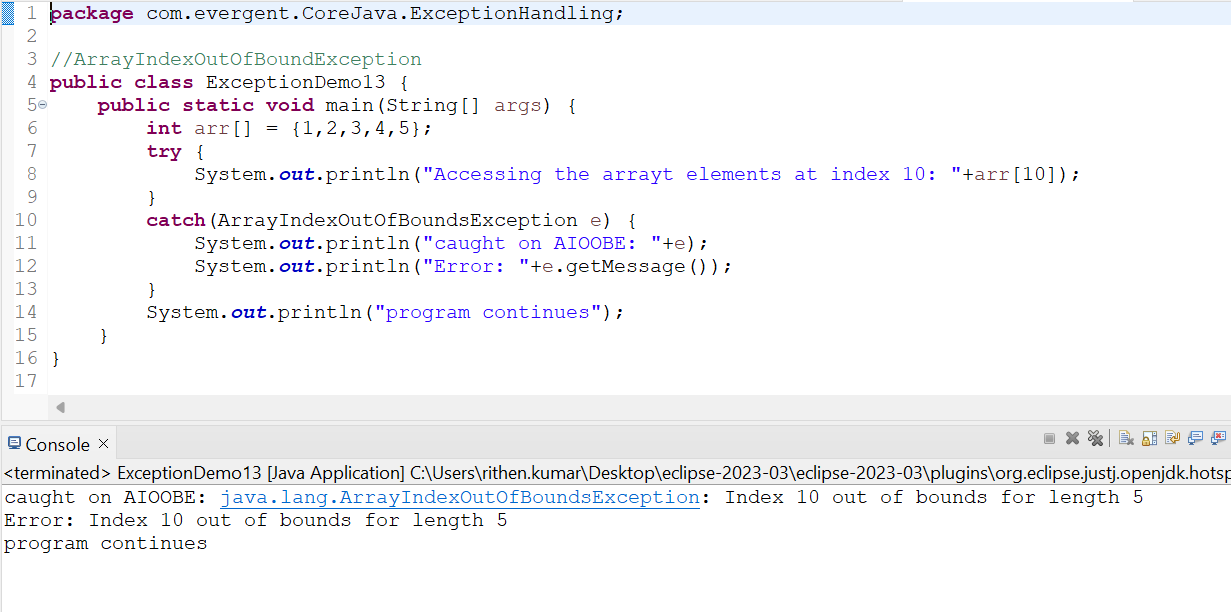 1 package com.evergent.CoreJava.ExceptionHandling;
2
3 //ArrayIndexOutOfBoundException
4 public class ExceptionDemo13 {
5 public static void main(String[] args) {
6 int arr[] = {1,2,3,4,5};
7 try {
8 System.out.println("Accessing the arrayt elements at index 10: "+arr[10]);
9 }
10 catch(ArrayIndexOutOfBoundsException e) {
11 System.out.println("caught on AIOOBE: "+e);
12 System.out.println("Error: "+e.getMessage());
13 }
14 System.out.println("program continues");
15 }
16 }
17
Console
<terminated> ExceptionDemo13 [Java Application] C:\Users\rithen.kumar\Desktop\eclipse-2023-03\eclipse-2023-03\plugins\org.eclipse.justj.openjdk.hotsp
caught on AIOOBE: java.lang.ArrayIndexOutOfBoundsException: Index 10 out of bounds for length 5
Error: Index 10 out of bounds for length 5
program continues